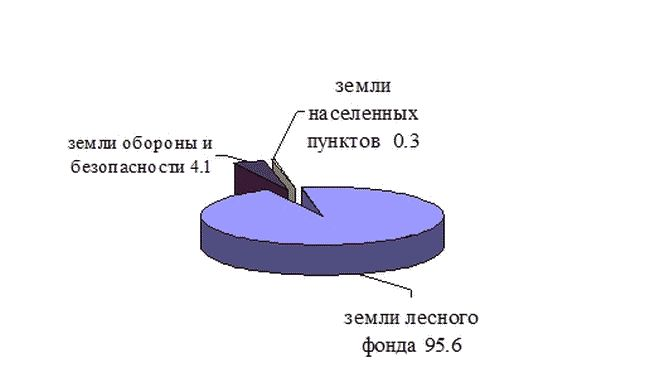 земли
населенных
пунктов 0.3
земли обороны и
безопасности 4.1
земли лесного
фонда 95.6